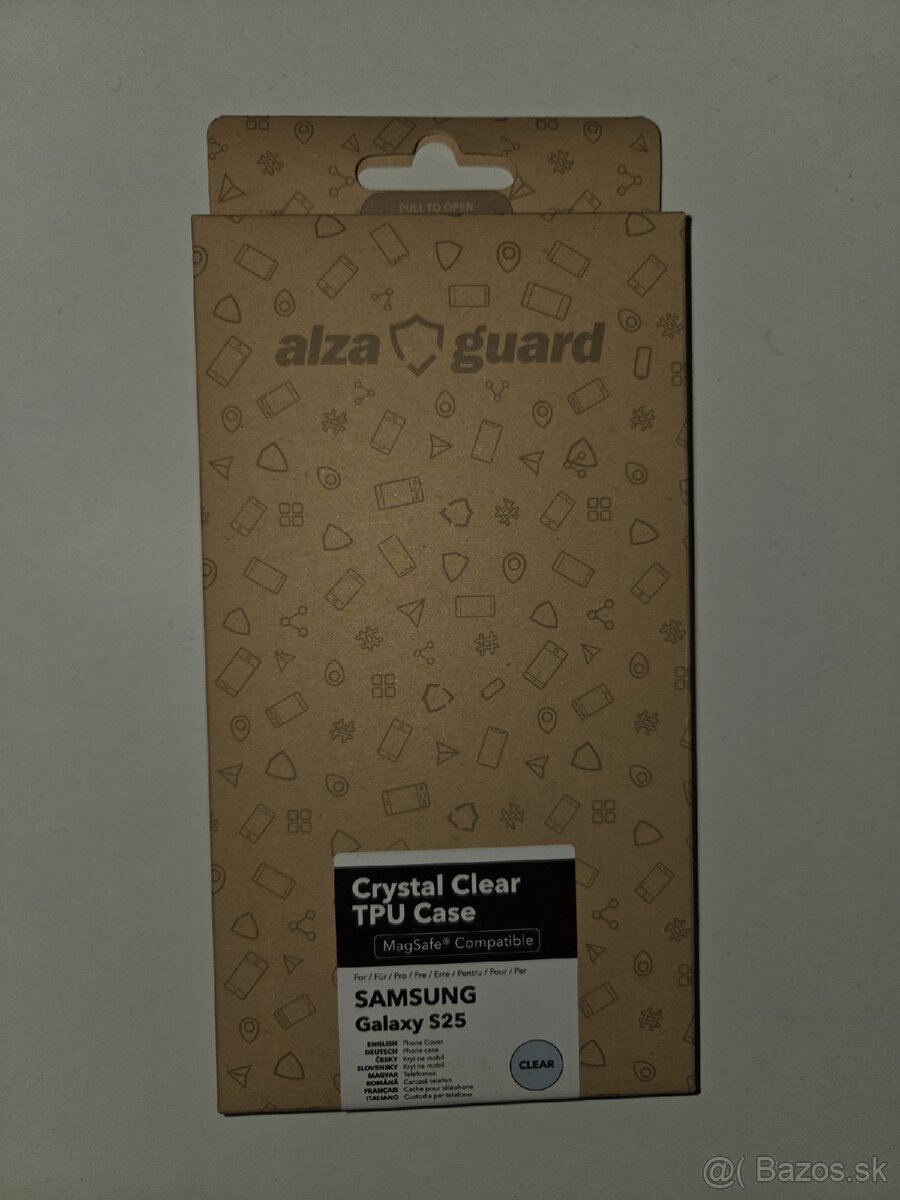 PULL TO OPEN
alza guard
Crystal Clear
TPU Case
MagSafe® Compatible
For / Für / Pro / Pre / Erre / Pentru / Pour / Per
SAMSUNG
Galaxy S25
ENGLISH Phone Cover
DEUTSCH Phone case
ČESKY Kryt na mobil
SLOVENSKY Kryt na mobil
MAGYAR Telefontok
ROMÂNĂ Carcasă telefon
FRANÇAIS Cache pour téléphone
ITALIANO Custodia per telefono
CLEAR
@( Bazos.sk